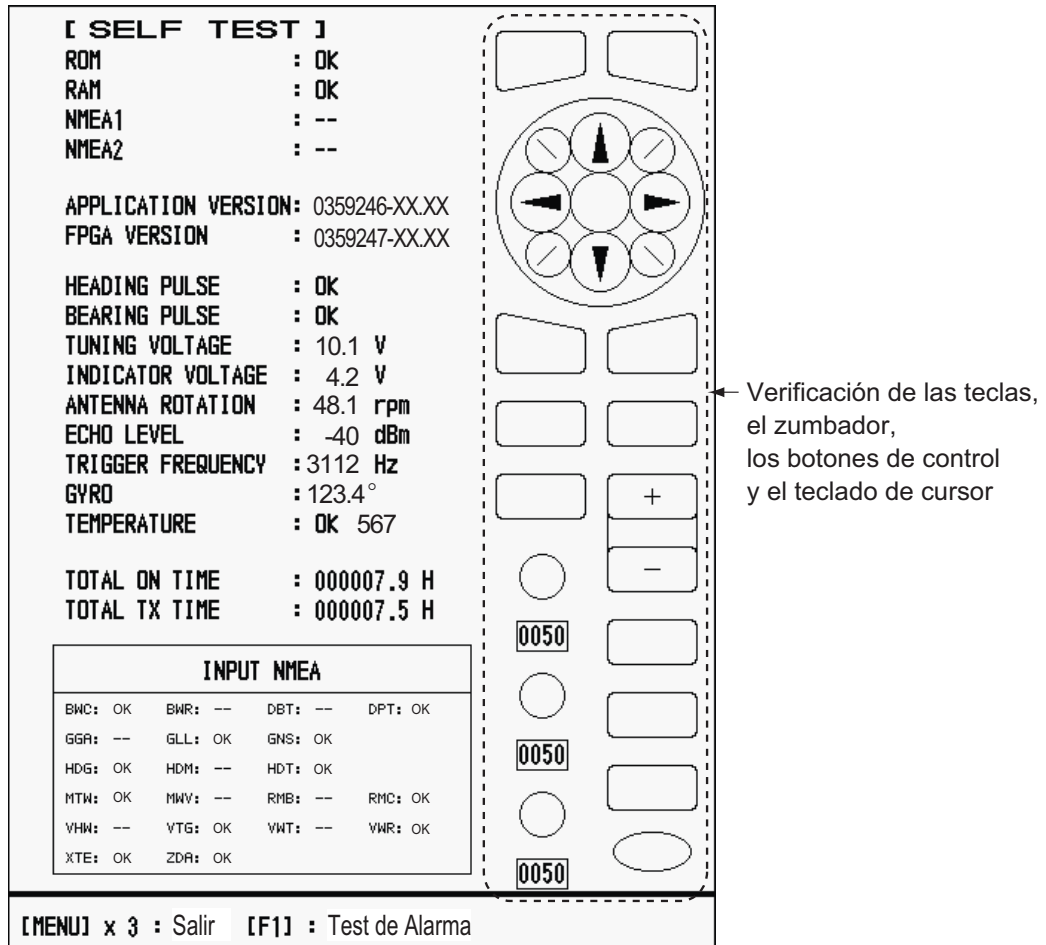 [ SELF TEST ]
ROM : OK
RAM : OK
NMEA1 : --
NMEA2 : --
APPLICATION VERSION: 0359246-XX.XX
FPGA VERSION : 0359247-XX.XX
HEADING PULSE : OK
BEARING PULSE : OK
TUNING VOLTAGE : 10.1 V
INDICATOR VOLTAGE : 4.2 V
ANTENNA ROTATION : 48.1 rpm
ECHO LEVEL : -40 dBm
TRIGGER FREQUENCY : 3112 Hz
GYRO : 123.4°
TEMPERATURE : OK 567
TOTAL ON TIME : 000007.9 H
TOTAL TX TIME : 000007.5 H
INPUT NMEA
BWC: OK BWR: -- DBT: -- DPT: OK
GGA: -- GLL: OK GNS: OK
HDG: OK HDM: -- HDT: OK
MTW: OK MWV: -- RMB: -- RMC: OK
VHW: -- VTG: OK VWT: -- VWR: OK
XTE: OK ZDA: OK
+
-
0050
0050
0050
Verificación de las teclas,
el zumbador,
los botones de control
y el teclado de cursor
[MENU] x 3 : Salir [F1] : Test de Alarma